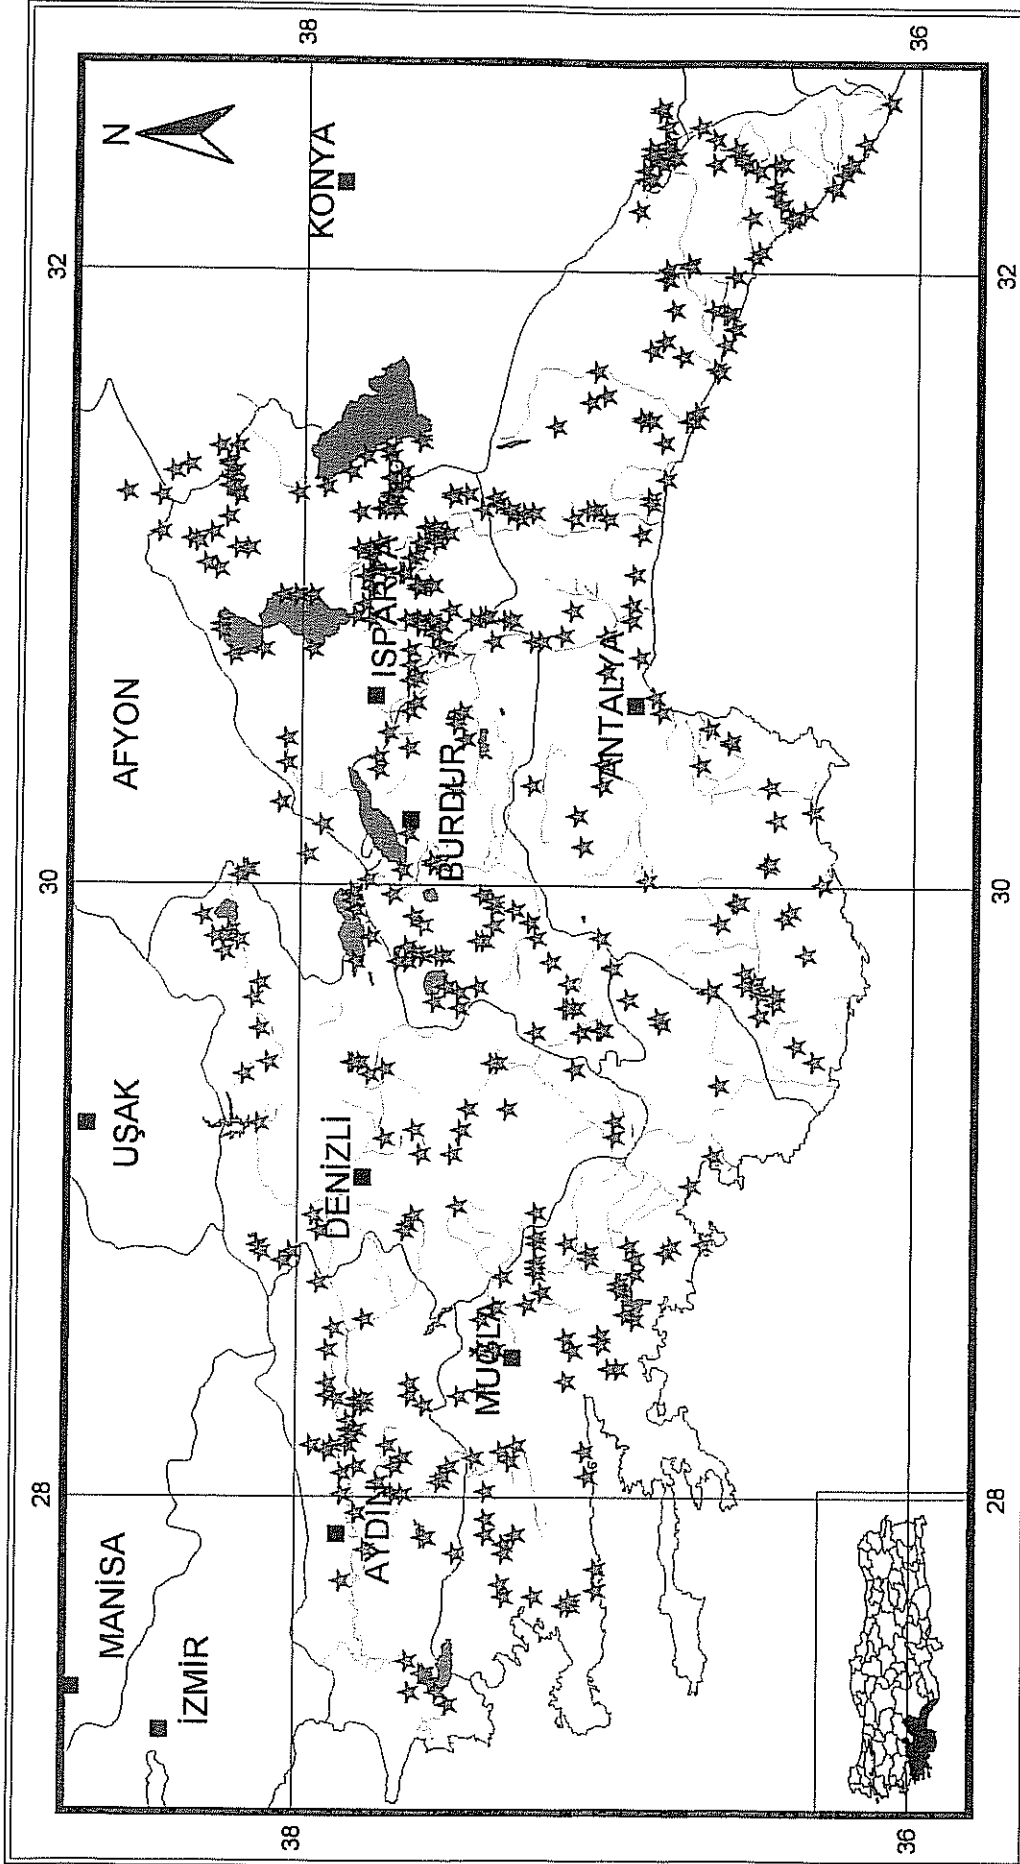 28
30
32
N
MANİSA
UŞAK
AFYON
KONYA
İZMİR
38
38
AYDIN
DENİZLİ
ISPARTA
BURDUR
MUĞLA
ANTALYA
36
36
28
30
32